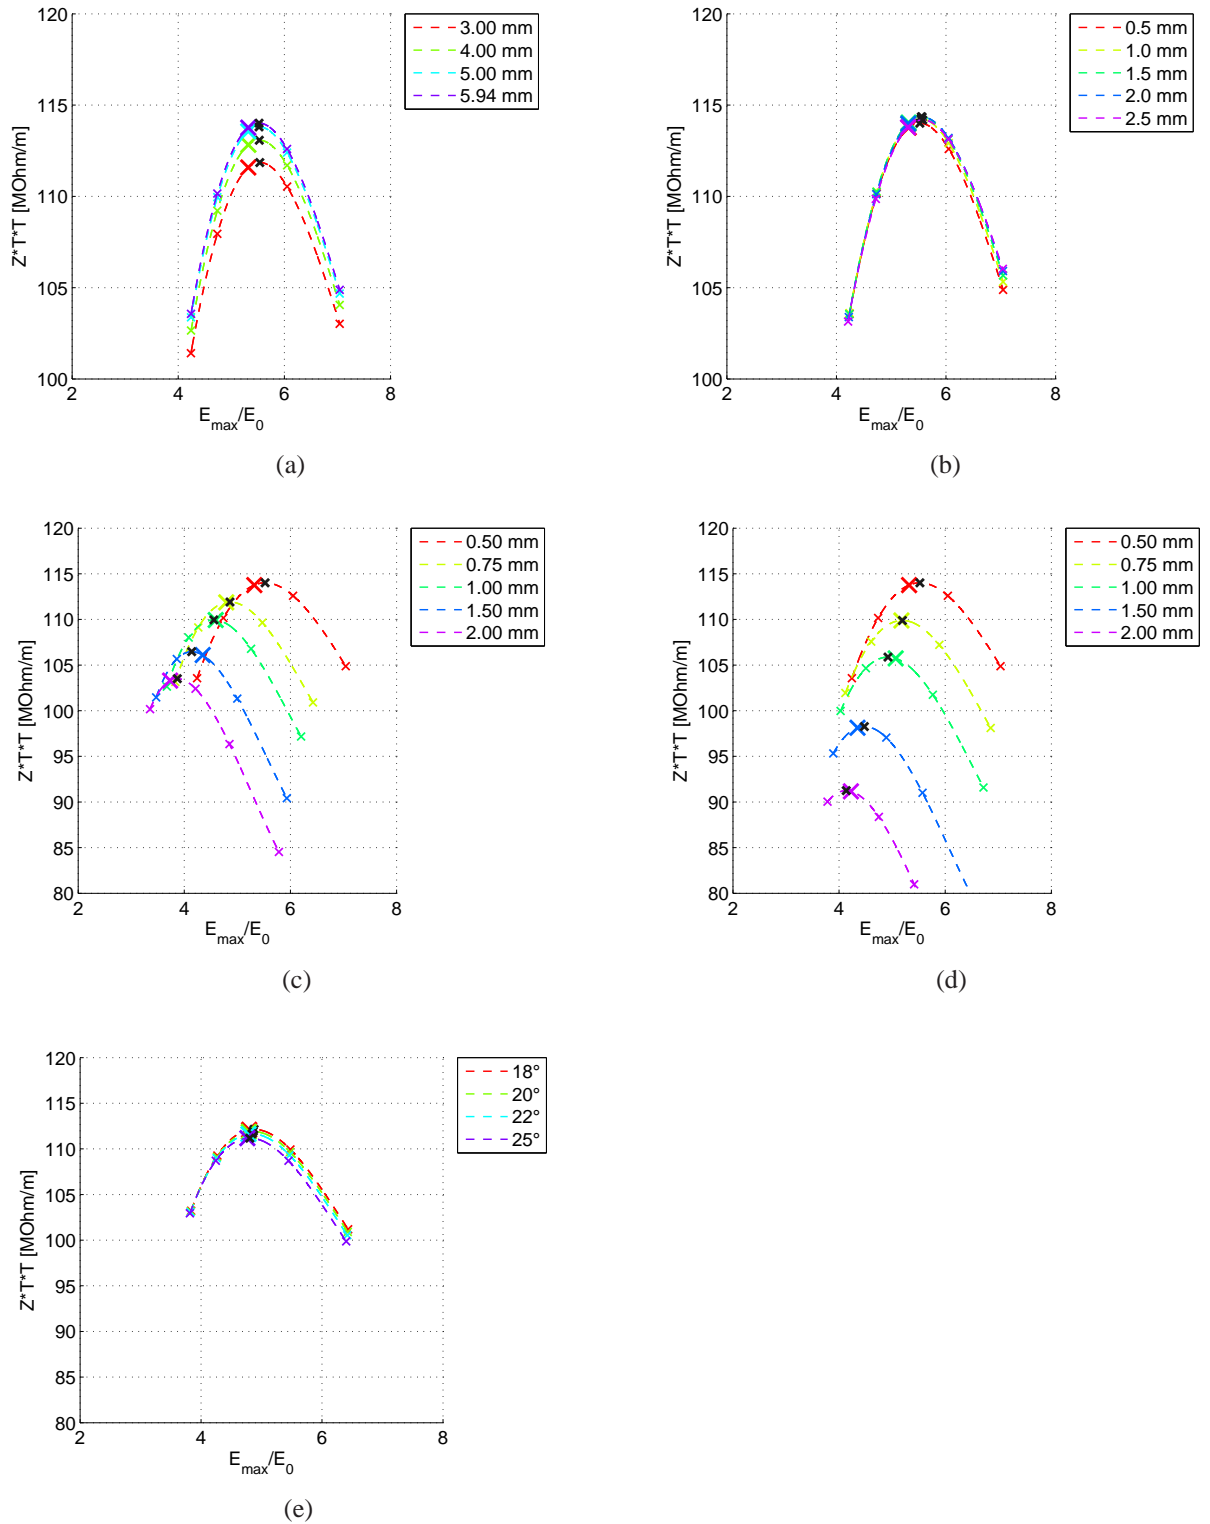 120
115
110
105
100
Z*T*T [MOhm/m]
2 4 6 8
E_max/E_0
3.00 mm
4.00 mm
5.00 mm
5.94 mm
(a)
120
115
110
105
100
Z*T*T [MOhm/m]
2 4 6 8
E_max/E_0
0.5 mm
1.0 mm
1.5 mm
2.0 mm
2.5 mm
(b)
120
115
110
105
100
95
90
85
80
Z*T*T [MOhm/m]
2 4 6 8
E_max/E_0
0.50 mm
0.75 mm
1.00 mm
1.50 mm
2.00 mm
(c)
120
115
110
105
100
95
90
85
80
Z*T*T [MOhm/m]
2 4 6 8
E_max/E_0
0.50 mm
0.75 mm
1.00 mm
1.50 mm
2.00 mm
(d)
120
115
110
105
100
95
90
85
80
Z*T*T [MOhm/m]
2 4 6 8
E_max/E_0
18°
20°
22°
25°
(e)